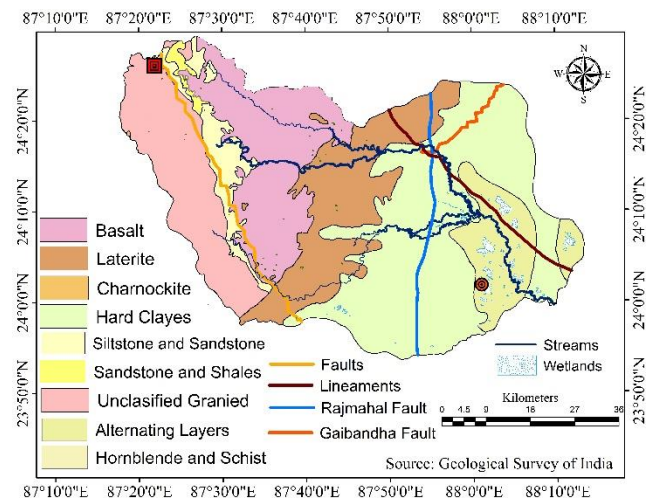 87°10'0"E 87°20'0"E 87°30'0"E 87°40'0"E 87°50'0"E 88°0'0"E 88°10'0"E
N
W E
S
24°20'0"N 24°20'0"N
24°10'0"N 24°10'0"N
24°0'0"N 24°0'0"N
23°50'0"N 23°50'0"N
Basalt
Laterite
Charnockite
Hard Clayes
Siltstone and Sandstone
Sandstone and Shales
Unclassified Granied
Alternating Layers
Hornblende and Schist
Faults
Lineaments
Rajmahal Fault
Gaibandha Fault
Streams
Wetlands
Kilometers
0 4.5 9 18 27 36
Source: Geological Survey of India
87°10'0"E 87°20'0"E 87°30'0"E 87°40'0"E 87°50'0"E 88°0'0"E 88°10'0"E